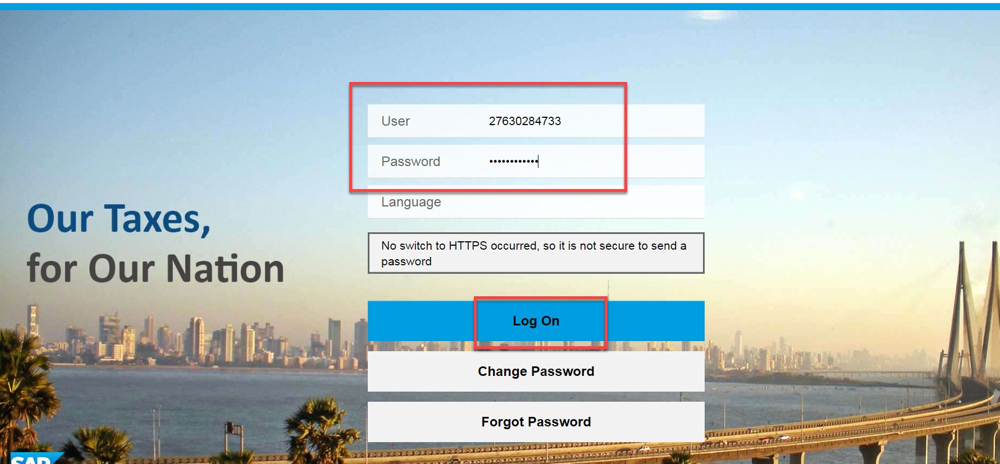 User 27630284733
Password ••••••••••••
Language
Our Taxes,
for Our Nation
No switch to HTTPS occurred, so it is not secure to send a
password
Log On
Change Password
Forgot Password
SAP